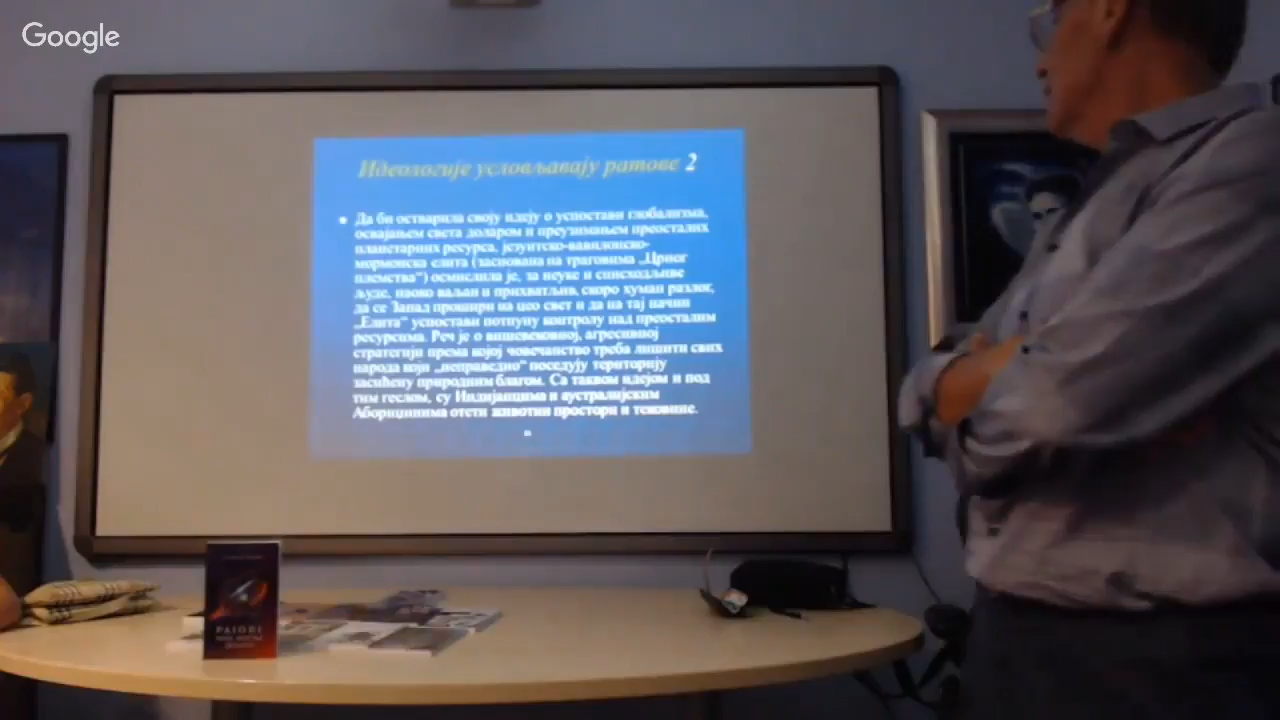 Google
Идеологије условљавају ратове 2
Да би остварила своју идеју о успостави глобализма,
освајањем света доларом и преузимањем преосталих
планетарних ресурса, језуитско-вавилонско-
мормонска елита (заснована на траговима „Црног
племства“) осмислила је, за неуке и снисходљиве
људе, наоко ваљан и прихватљив, скоро хуман разлог,
да се Запад прошири на цео свет и да на тај начин
„Елита“ успостави потпуну контролу над преосталим
ресурсима. Реч је о вишевековној, агресивној
стратегији према којој човечанство треба лишити свих
народа који „неправедно“ поседују територију
засићену природним благом. Са таквом идејом и под
тим геслом, су Индијанцима и аустралијским
Аборџинима отети животни простори и тековине.
РАТОВИ